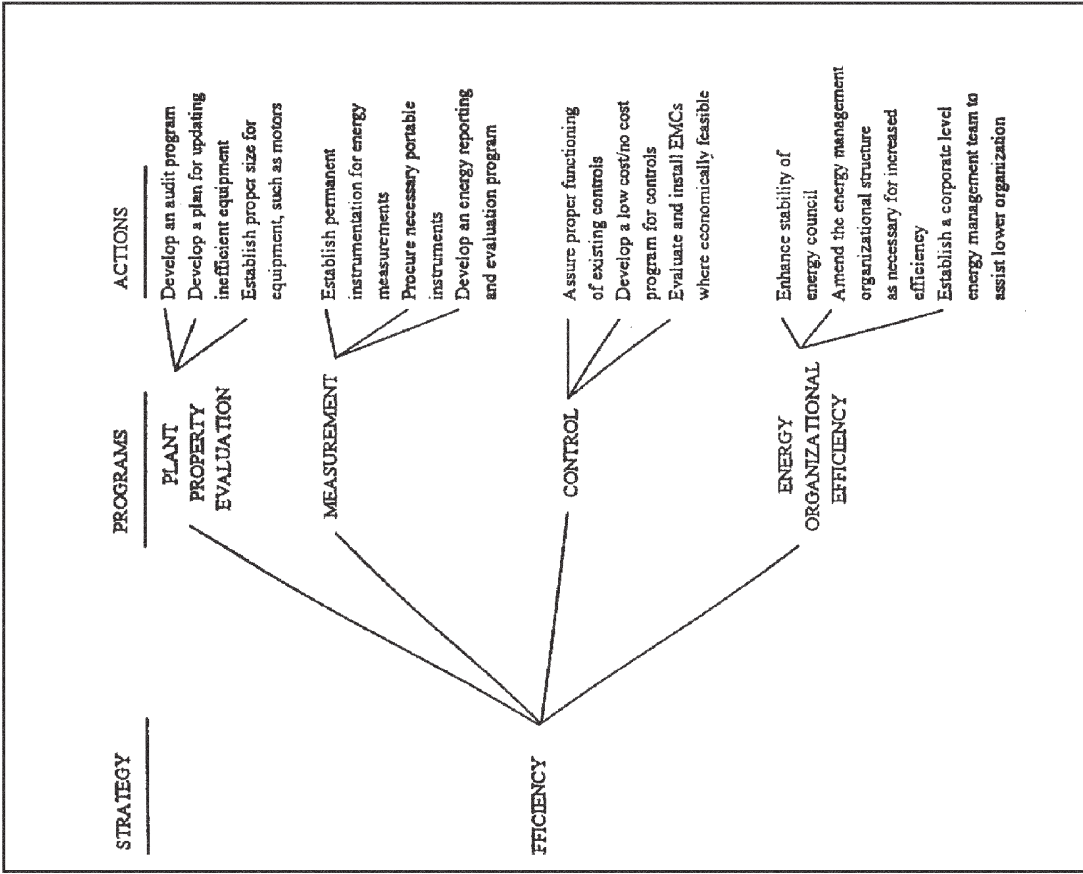 STRATEGY
PROGRAMS
ACTIONS
FFICIENCY
PLANT
PROPERTY
EVALUATION
Develop an audit program
Develop a plan for updating
inefficient equipment
Establish proper size for
equipment, such as motors
MEASUREMENT
Establish permanent
instrumentation for energy
measurements
Procure necessary portable
instruments
Develop an energy reporting
and evaluation program
CONTROL
Assure proper functioning
of existing controls
Develop a low cost/no cost
program for controls
Evaluate and install EMCs
where economically feasible
ENERGY
ORGANIZATIONAL
EFFICIENCY
Enhance stability of
energy council
Amend the energy management
organizational structure
as necessary for increased
efficiency
Establish a corporate level
energy management team to
assist lower organization